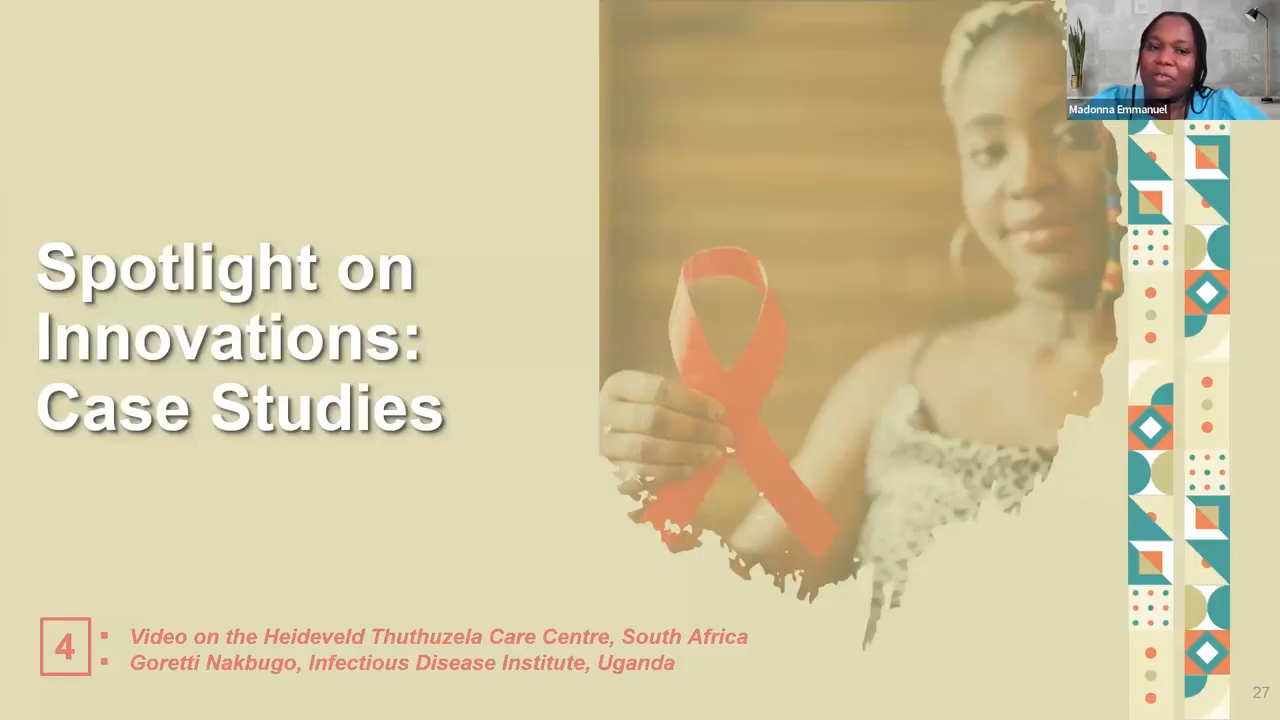 Madonna Emmanuel
Spotlight on
Innovations:
Case Studies
4
▪ Video on the Heideveld Thuthuzela Care Centre, South Africa
▪ Goretti Nakbugo, Infectious Disease Institute, Uganda
27